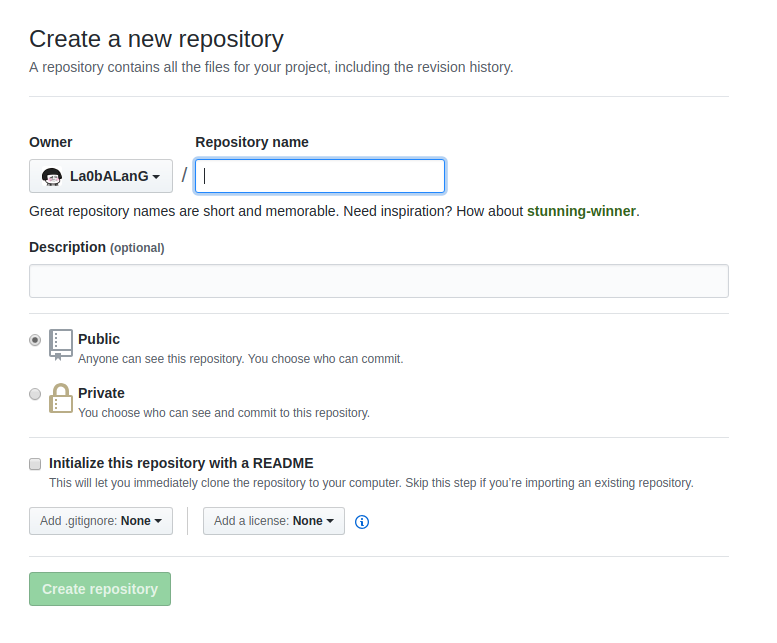 Create a new repository
A repository contains all the files for your project, including the revision history.
Owner
Repository name
La0bALanG
/
Great repository names are short and memorable. Need inspiration? How about stunning-winner.
Description (optional)
Public
Anyone can see this repository. You choose who can commit.
Private
You choose who can see and commit to this repository.
Initialize this repository with a README
This will let you immediately clone the repository to your computer. Skip this step if you’re importing an existing repository.
Add .gitignore: None
Add a license: None
Create repository